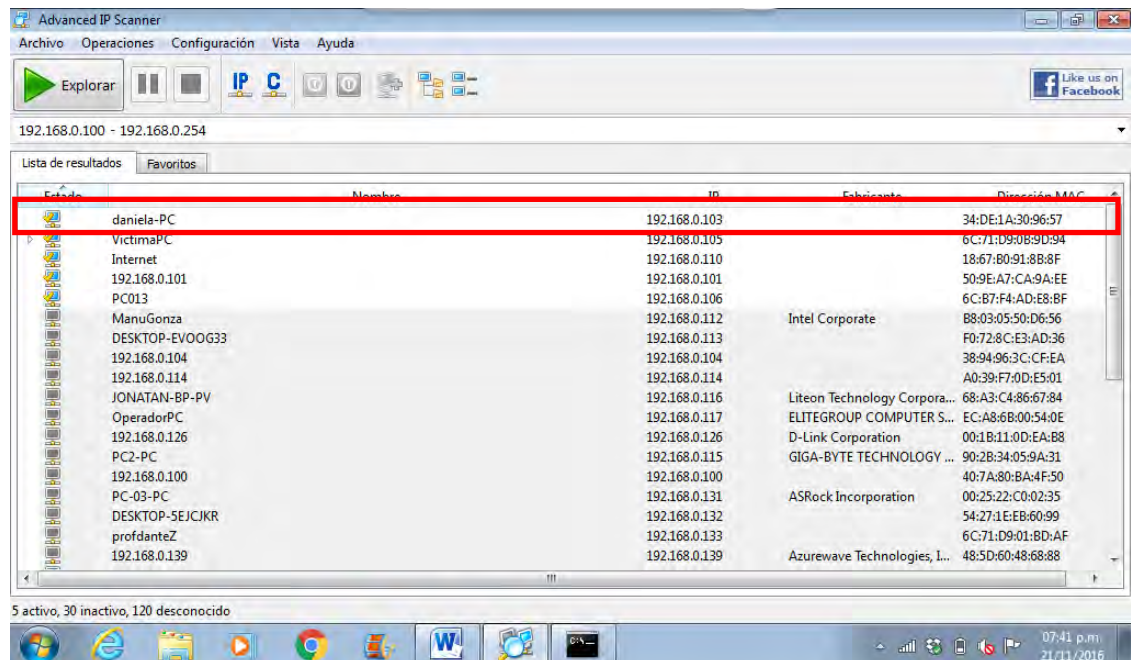 Advanced IP Scanner
Archivo Operaciones Configuración Vista Ayuda
Explorar IP C Like us on Facebook
192.168.0.100 - 192.168.0.254
Lista de resultados Favoritos
Estado Nombre IP Fabricante Dirección MAC
daniela-PC 192.168.0.103 34:DE:1A:30:96:57
VictimaPC 192.168.0.105 6C:71:D9:0B:9D:94
Internet 192.168.0.110 18:67:B0:91:8B:8F
192.168.0.101 192.168.0.101 50:9E:A7:CA:9A:EE
PC013 192.168.0.106 6C:B7:F4:AD:E8:BF
ManuGonza 192.168.0.112 Intel Corporate B8:03:05:50:D6:56
DESKTOP-EVOOG33 192.168.0.113 F0:72:8C:E3:AD:36
192.168.0.104 192.168.0.104 38:94:96:3C:CF:EA
192.168.0.114 192.168.0.114 A0:39:F7:0D:E5:01
JONATAN-BP-PV 192.168.0.116 Liteon Technology Corpora... 68:A3:C4:86:67:84
OperadorPC 192.168.0.117 ELITEGROUP COMPUTER S... EC:A8:6B:00:54:0E
192.168.0.126 192.168.0.126 D-Link Corporation 00:1B:11:0D:EA:B8
PC2-PC 192.168.0.115 GIGA-BYTE TECHNOLOGY ... 90:2B:34:05:9A:31
192.168.0.100 192.168.0.100 40:7A:80:BA:4F:50
PC-03-PC 192.168.0.131 ASRock Incorporation 00:25:22:C0:02:35
DESKTOP-5EJCJKR 192.168.0.132 54:27:1E:EB:60:99
profdanteZ 192.168.0.133 6C:71:D9:01:BD:AF
192.168.0.139 192.168.0.139 Azurewave Technologies, I... 48:5D:60:48:68:88
5 activo, 30 inactivo, 120 desconocido
07:41 p.m.
21/11/2016